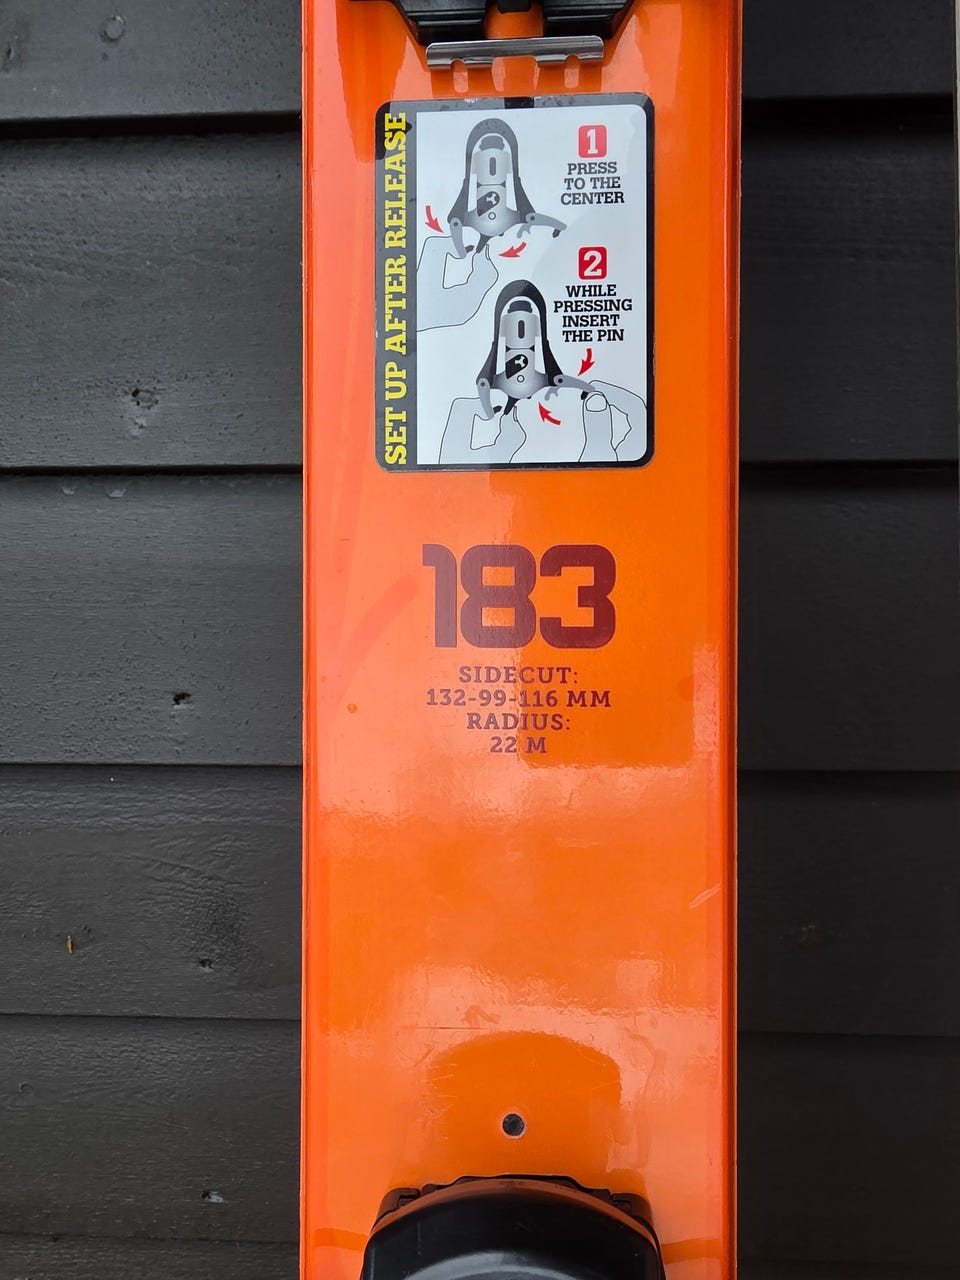 SET UP AFTER RELEASE
1
PRESS
TO THE
CENTER
2
WHILE
PRESSING
INSERT
THE PIN
183
SIDECUT:
132-99-116 MM
RADIUS:
22 M